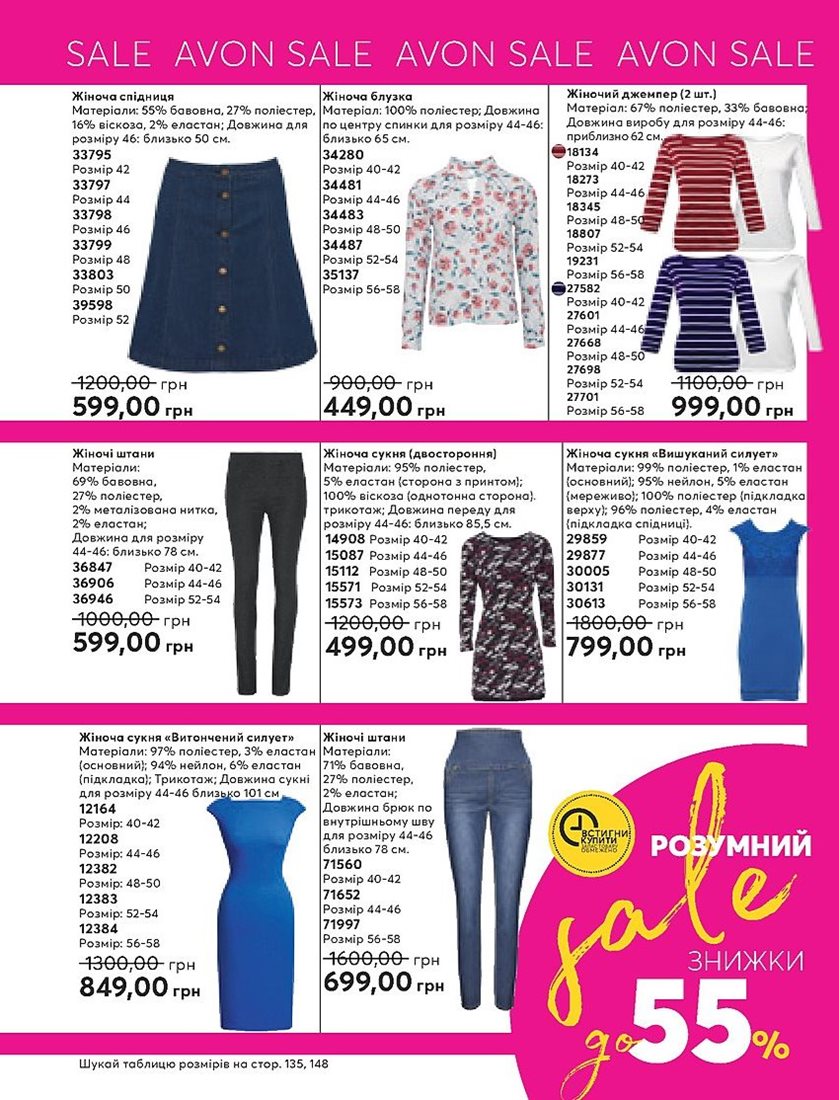 SALE AVON SALE AVON SALE AVON SALE
Жіноча спідниця
Матеріали: 55% бавовна, 27% поліестер,
16% віскоза, 2% еластан; Довжина для
розміру 46: близько 50 см.
33795
Розмір 42
33797
Розмір 44
33798
Розмір 46
33799
Розмір 48
33803
Розмір 50
39598
Розмір 52
1200,00 грн
599,00 грн
Жіноча блузка
Матеріал: 100% поліестер; Довжина
по центру спинки для розміру 44-46:
близько 65 см.
34280
Розмір 40-42
34481
Розмір 44-46
34483
Розмір 48-50
34487
Розмір 52-54
35137
Розмір 56-58
900,00 грн
449,00 грн
Жіночий джемпер (2 шт.)
Матеріал: 67% поліестер, 33% бавовна;
Довжина виробу для розміру 44-46:
приблизно 62 см.
18134
Розмір 40-42
18273
Розмір 44-46
18345
Розмір 48-50
18807
Розмір 52-54
19231
Розмір 56-58
27582
Розмір 40-42
27601
Розмір 44-46
27668
Розмір 48-50
27698
Розмір 52-54
27701
Розмір 56-58
1100,00 грн
999,00 грн
Жіночі штани
Матеріали:
69% бавовна,
27% поліестер,
2% металізована нитка,
2% еластан;
Довжина для розміру
44-46: близько 78 см.
36847 Розмір 40-42
36906 Розмір 44-46
36946 Розмір 52-54
1000,00 грн
599,00 грн
Жіноча сукня (двостороння)
Матеріали: 95% поліестер,
5% еластан (сторона з принтом);
100% віскоза (однотонна сторона).
трикотаж; Довжина переду для
розміру 44-46: близько 85,5 см.
14908 Розмір 40-42
15087 Розмір 44-46
15112 Розмір 48-50
15571 Розмір 52-54
15573 Розмір 56-58
1200,00 грн
499,00 грн
Жіноча сукня «Вишуканий силует»
Матеріали: 99% поліестер, 1% еластан
(основний); 95% нейлон, 5% еластан
(мереживо); 100% поліестер (підкладка
верху); 96% поліестер, 4% еластан
(підкладка спідниці).
29859 Розмір 40-42
29877 Розмір 44-46
30005 Розмір 48-50
30131 Розмір 52-54
30613 Розмір 56-58
1800,00 грн
799,00 грн
Жіноча сукня «Витончений силует»
Матеріали: 97% поліестер, 3% еластан
(основний); 94% нейлон, 6% еластан
(підкладка); Трикотаж; Довжина сукні
для розміру 44-46 близько 101 см
12164
Розмір: 40-42
12208
Розмір: 44-46
12382
Розмір: 48-50
12383
Розмір: 52-54
12384
Розмір: 56-58
1300,00 грн
849,00 грн
Жіночі штани
Матеріали:
71% бавовна,
27% поліестер,
2% еластан;
Довжина брюк по
внутрішньому шву
для розміру 44-46
близько 78 см.
71560
Розмір 40-42
71652
Розмір 44-46
71997
Розмір 56-58
1600,00 грн
699,00 грн
ВСТИГНИ
КУПИТИ
ОБМЕЖЕНО
РОЗУМНИЙ
sale
ЗНИЖКИ
до 55%
Шукай таблицю розмірів на стор. 135, 148